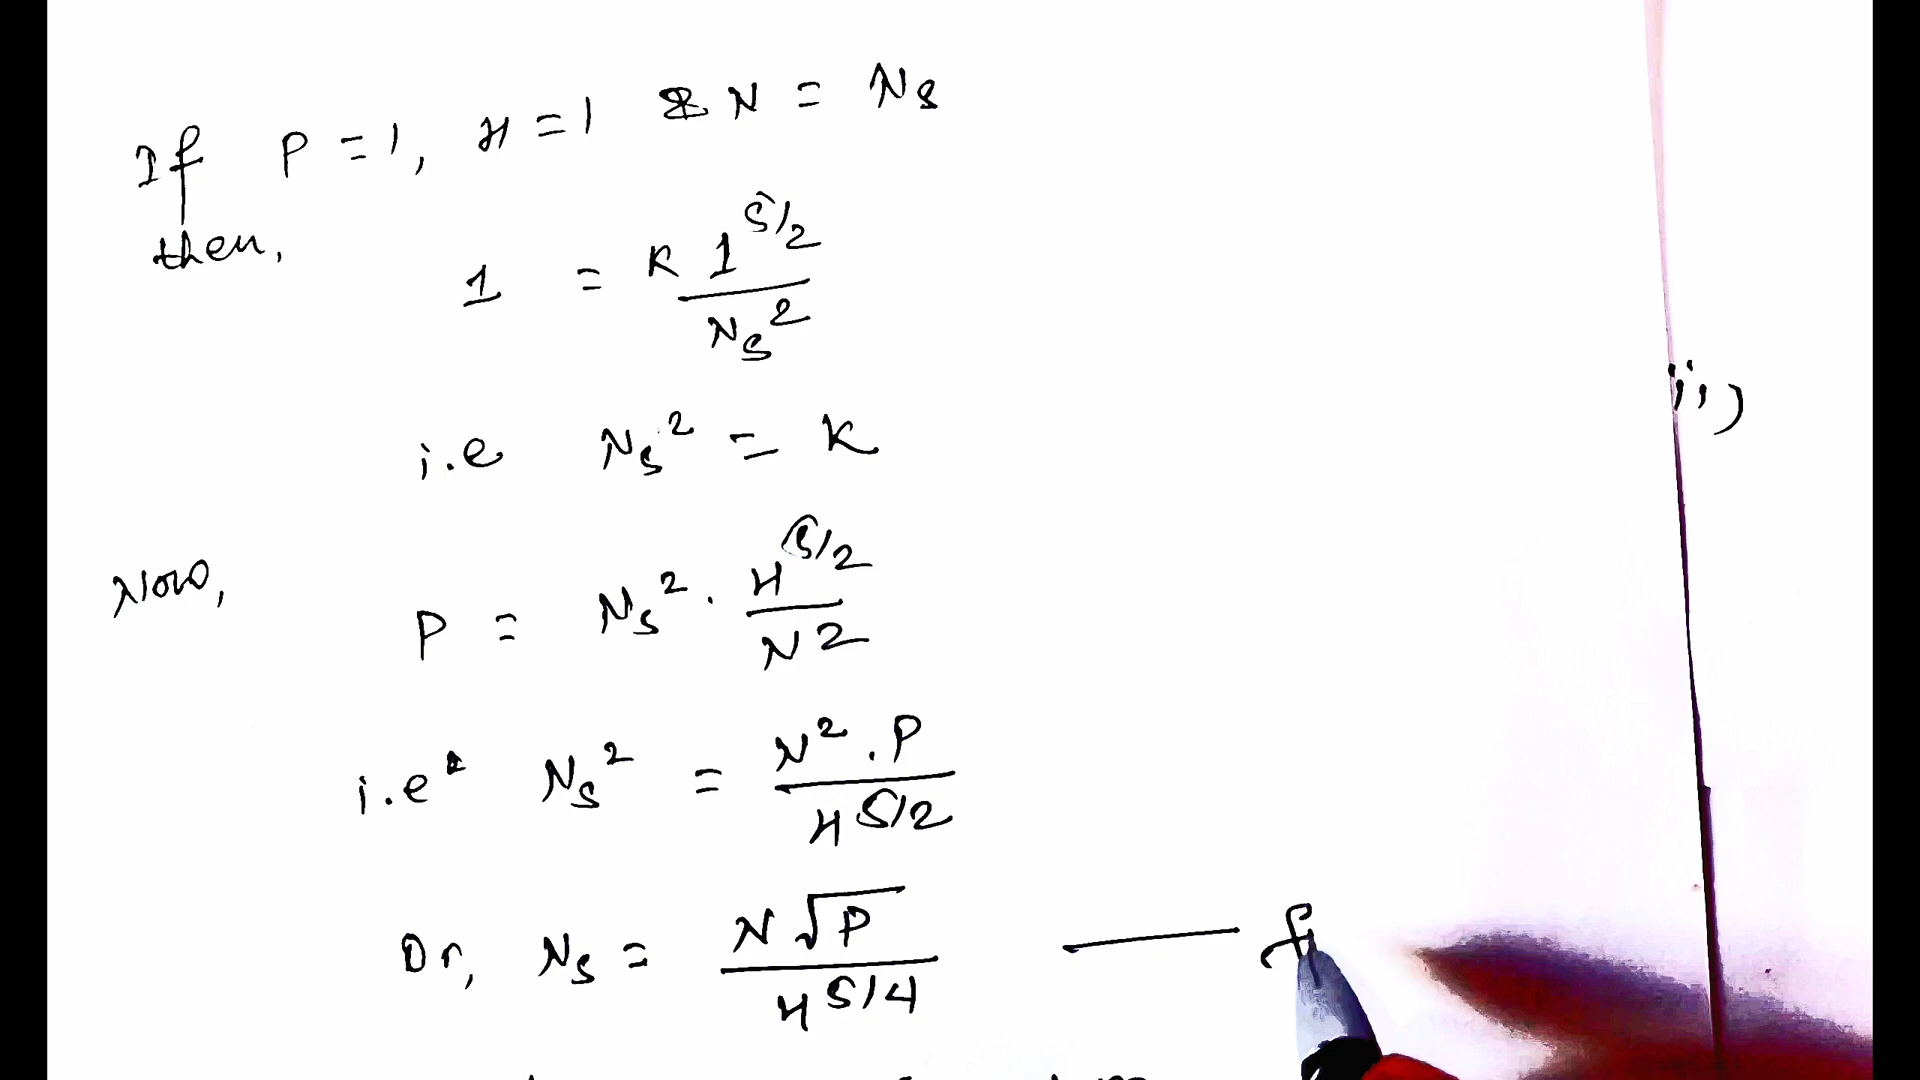 If P = 1, H = 1 & N = Ns
then,
1 = K 1^5/2 / Ns^2
i.e Ns^2 = K
Now,
P = Ns^2 . H^5/2 / N2
i.e Ns^2 = N^2 . P / H^5/2
Or, Ns = N √P / H^5/4 — f
ii)